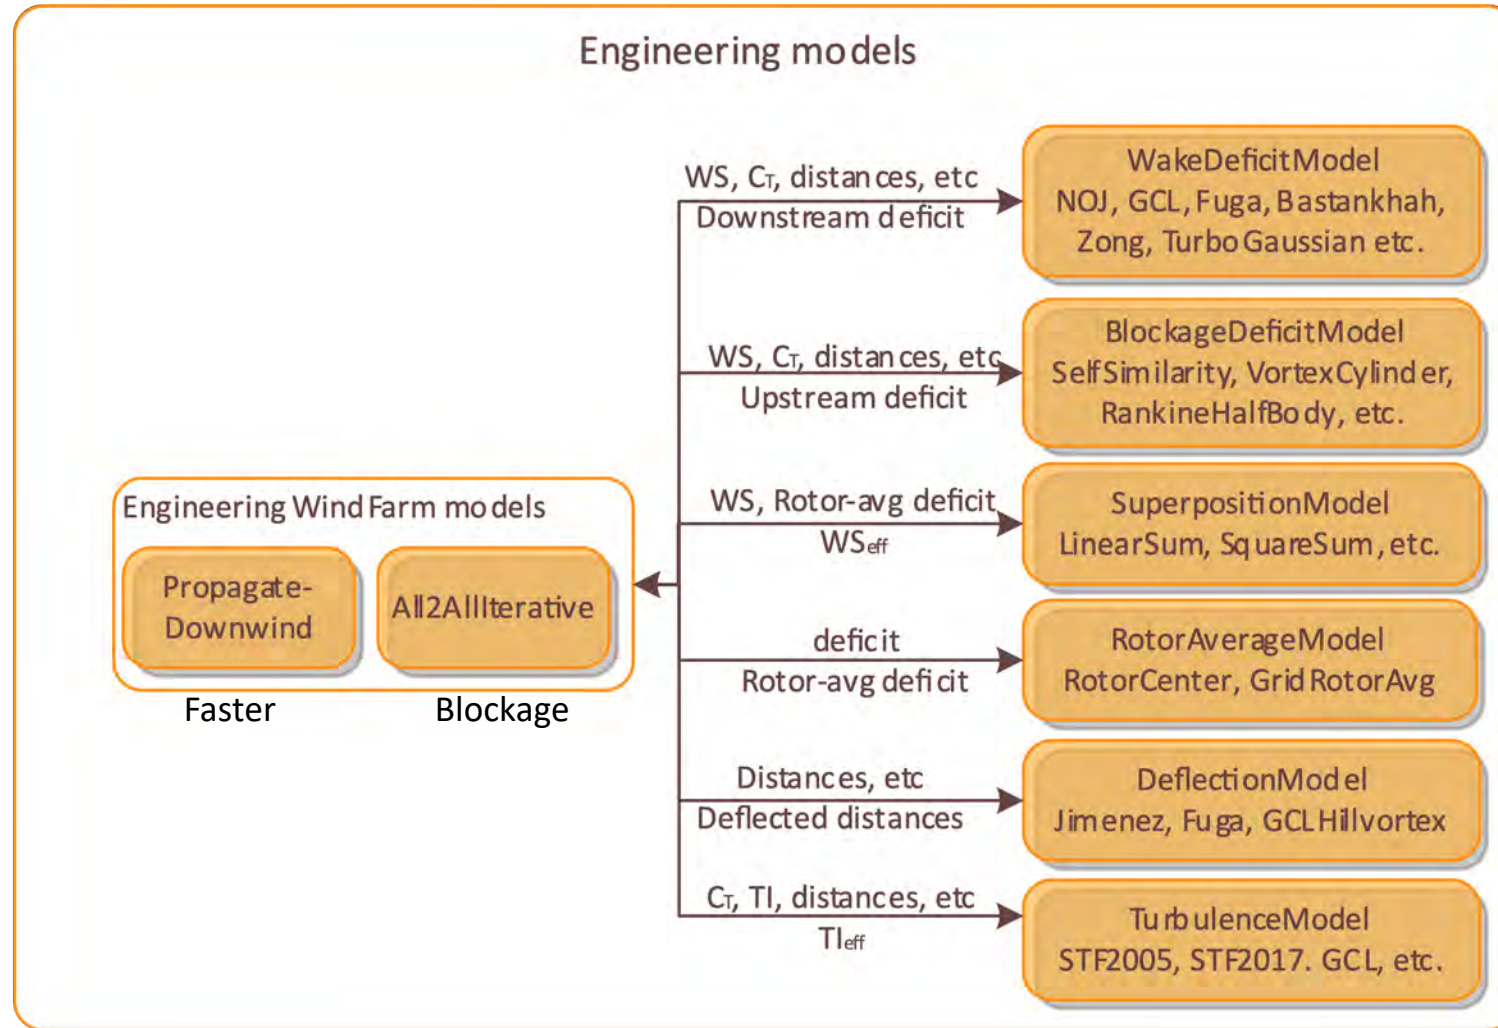 Engineering models
WS, CT, distances, etc
Downstream deficit
WakeDeficitModel
NOJ, GCL, Fuga, Bastankhah,
Zong, TurboGaussian etc.
WS, CT, distances, etc
Upstream deficit
BlockageDeficitModel
SelfSimilarity, VortexCylinder,
RankineHalfBody, etc.
Engineering Wind Farm models
Propagate-
Downwind
All2AllIterative
Faster
Blockage
WS, Rotor-avg deficit
WSeff
SuperpositionModel
LinearSum, SquareSum, etc.
deficit
Rotor-avg deficit
RotorAverageModel
RotorCenter, GridRotorAvg
Distances, etc
Deflected distances
DeflectionModel
Jimenez, Fuga, GCLHillvortex
CT, TI, distances, etc
TIeff
TurbulenceModel
STF2005, STF2017. GCL, etc.